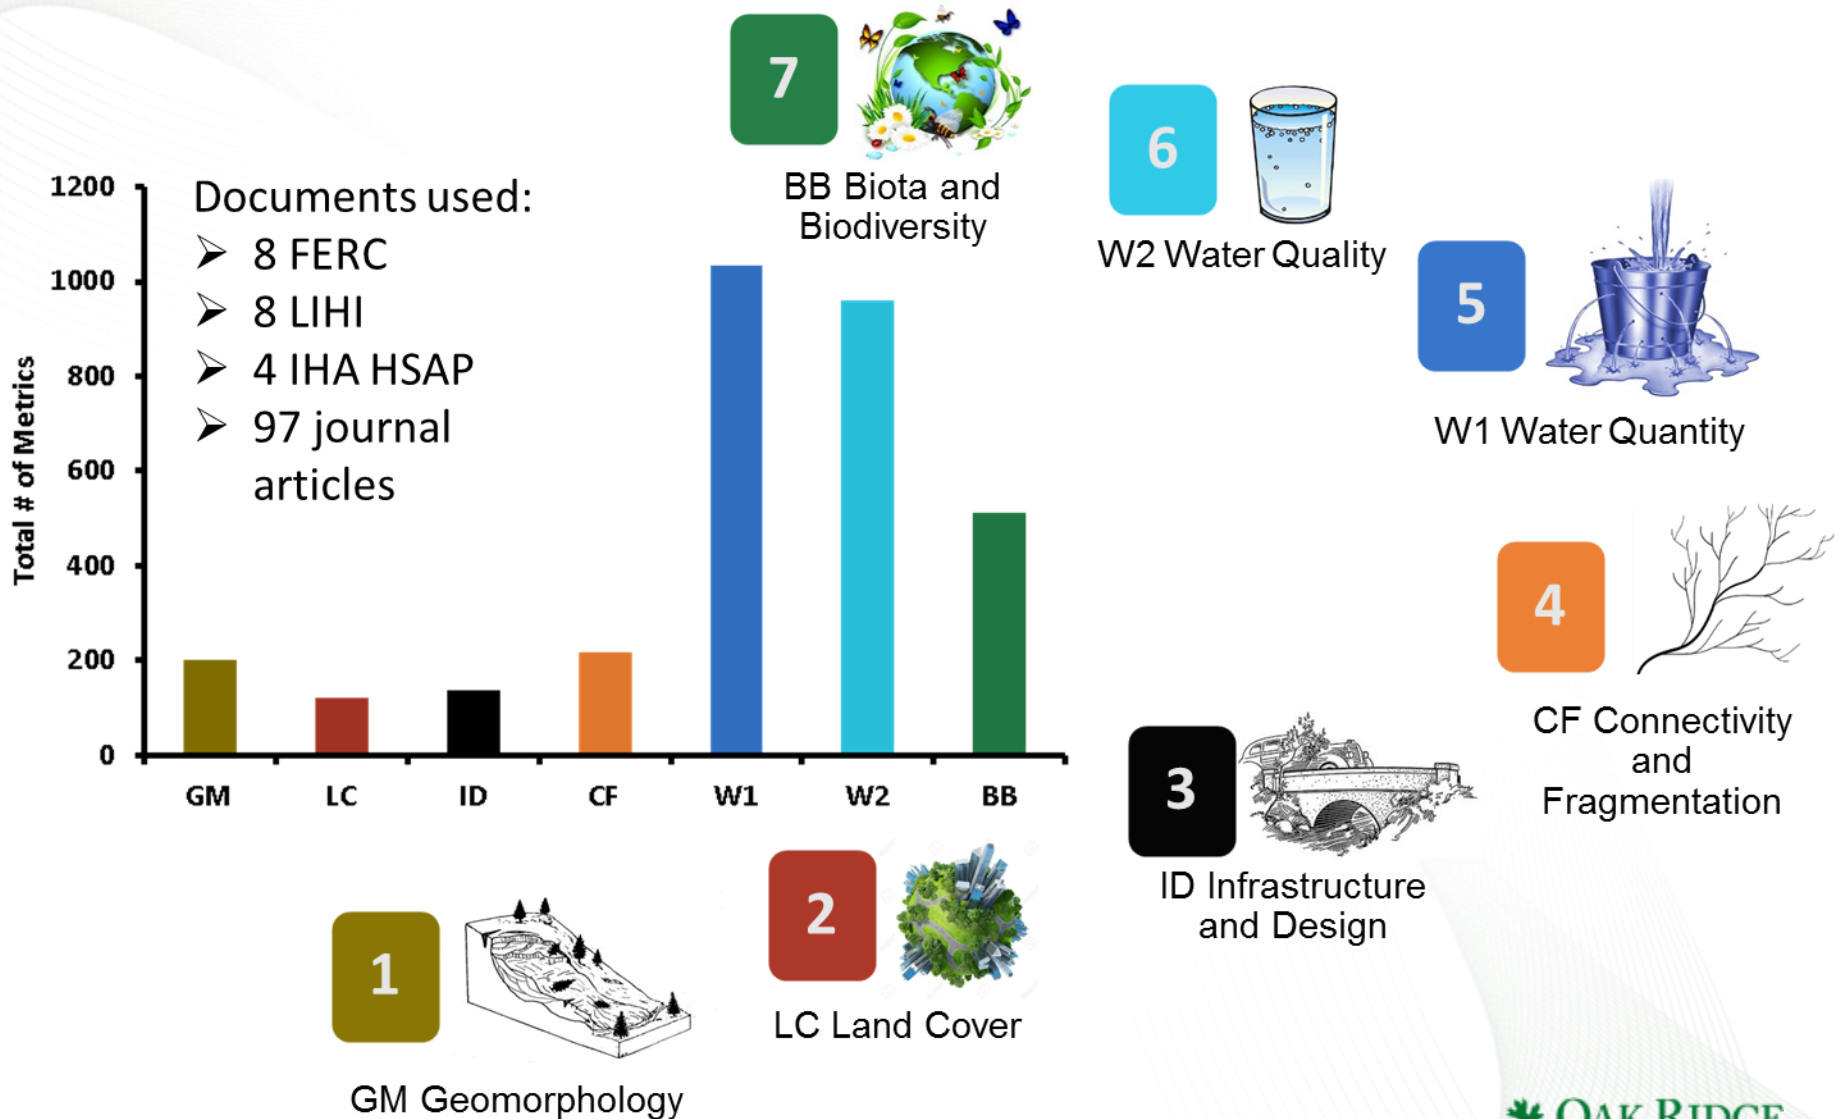 7
BB Biota and
Biodiversity
6
W2 Water Quality
5
W1 Water Quantity
4
CF Connectivity
and
Fragmentation
3
ID Infrastructure
and Design
2
LC Land Cover
1
GM Geomorphology
Documents used:
➢ 8 FERC
➢ 8 LIHI
➢ 4 IHA HSAP
➢ 97 journal
articles
Total # of Metrics
1200
1000
800
600
400
200
0
GM LC ID CF W1 W2 BB
OAK RIDGE